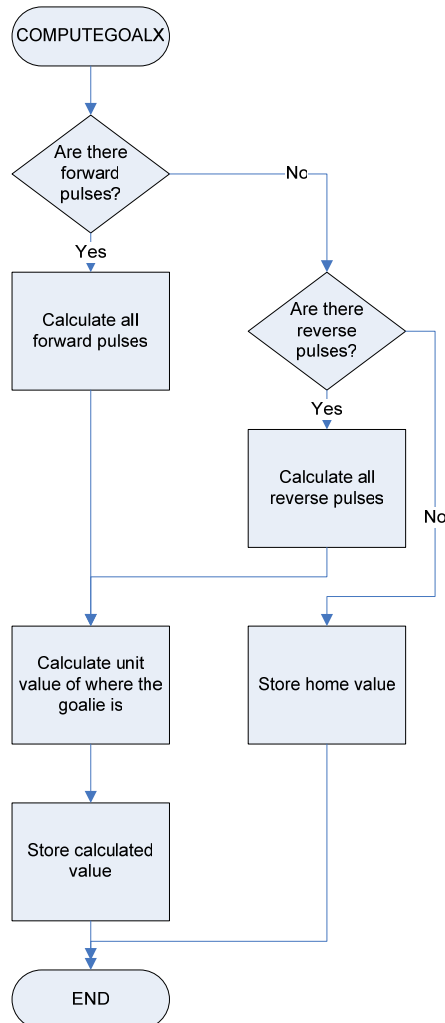 COMPUTEGOALX
Are there
forward
pulses?
No
Yes
Calculate all
forward pulses
Are there
reverse
pulses?
Yes
Calculate all
reverse pulses
No
Calculate unit
value of where the
goalie is
Store home value
Store calculated
value
END